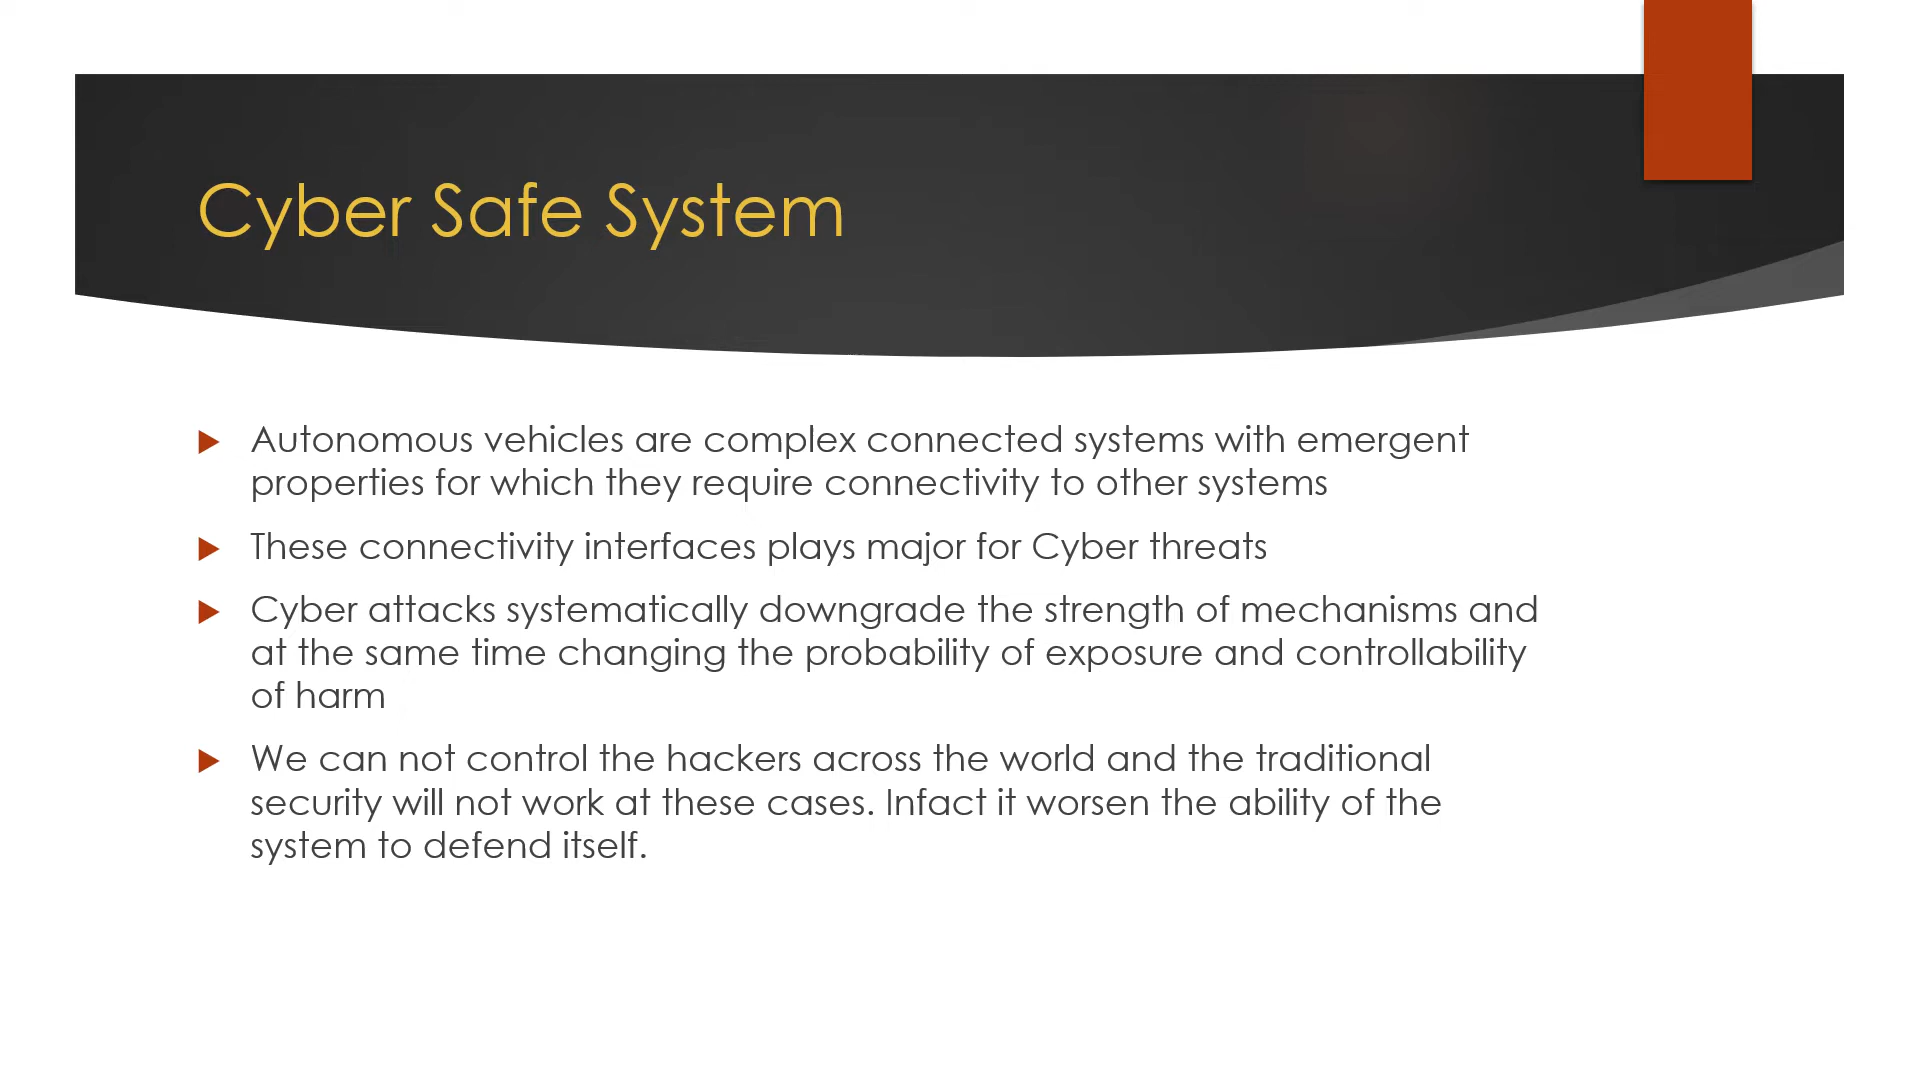 Cyber Safe System
Autonomous vehicles are complex connected systems with emergent
properties for which they require connectivity to other systems
These connectivity interfaces plays major for Cyber threats
Cyber attacks systematically downgrade the strength of mechanisms and
at the same time changing the probability of exposure and controllability
of harm
We can not control the hackers across the world and the traditional
security will not work at these cases. Infact it worsen the ability of the
system to defend itself.